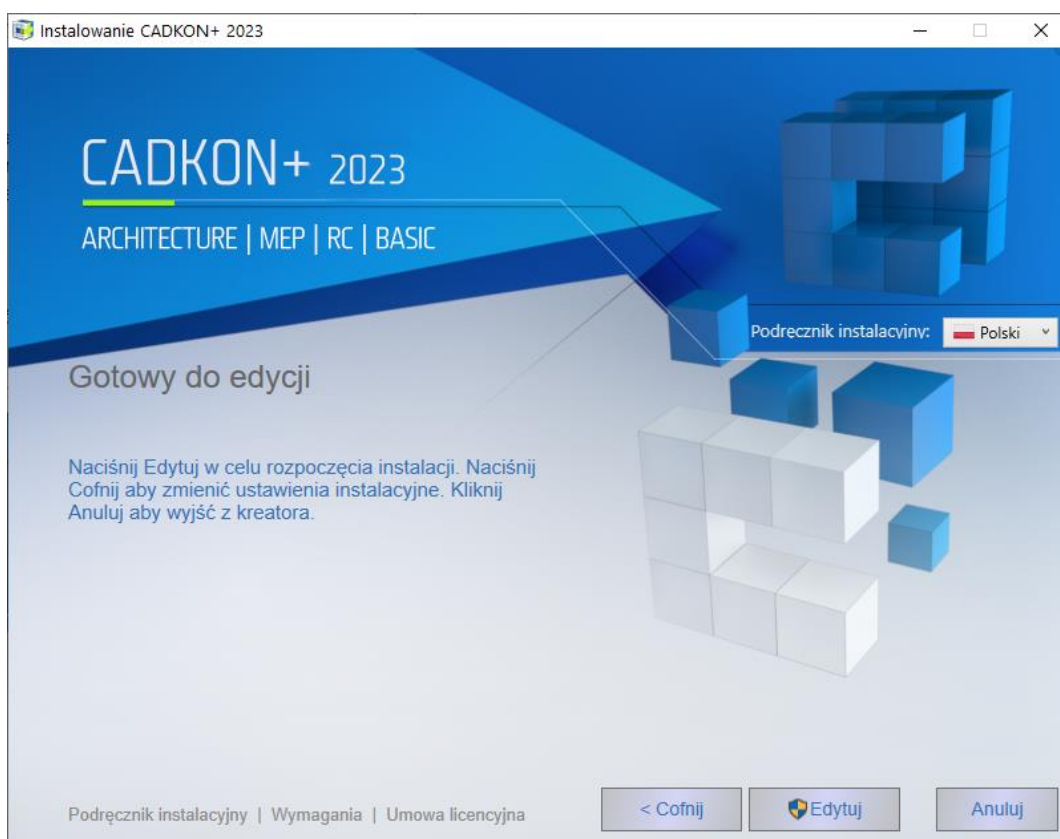 Instalowanie CADKON+ 2023
CADKON+ 2023
ARCHITECTURE | MEP | RC | BASIC
Podręcznik instalacyjny: Polski
Gotowy do edycji
Naciśnij Edytuj w celu rozpoczęcia instalacji. Naciśnij
Cofnij aby zmienić ustawienia instalacyjne. Kliknij
Anuluj aby wyjść z kreatora.
Podręcznik instalacyjny | Wymagania | Umowa licencyjna
< Cofnij Edytuj Anuluj